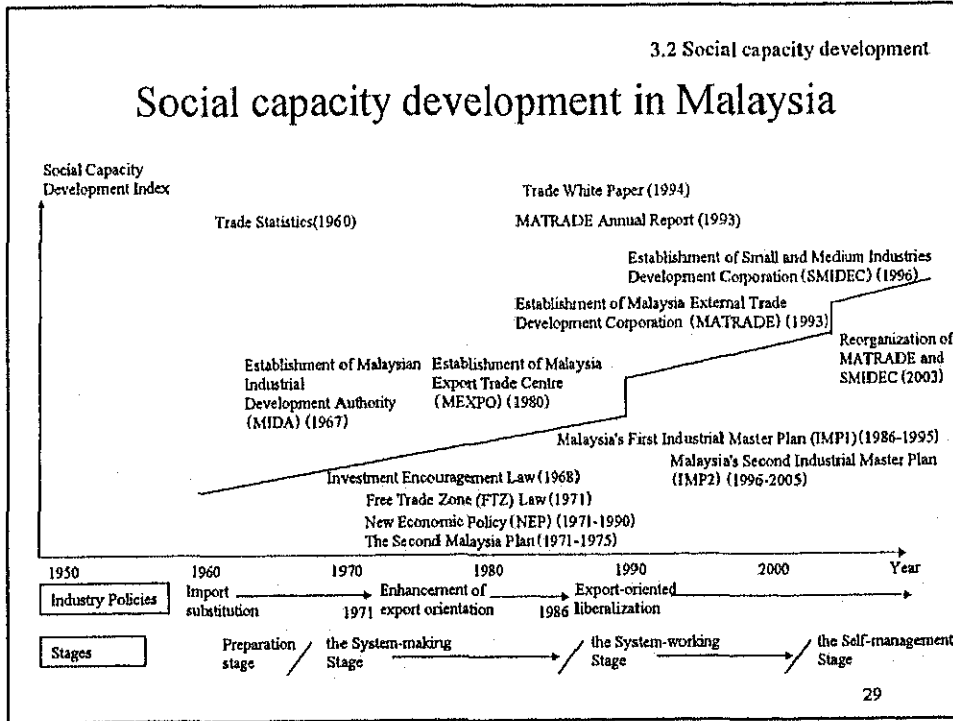 3.2 Social capacity development
Social capacity development in Malaysia
Social Capacity
Development Index
Trade White Paper (1994)
Trade Statistics(1960)
MATRADE Annual Report (1993)
Establishment of Small and Medium Industries
Development Corporation (SMIDEC) (1996)
Establishment of Malaysia External Trade
Development Corporation (MATRADE) (1993)
Reorganization of
MATRADE and
SMIDEC (2003)
Establishment of Malaysian
Industrial
Development Authority
(MIDA) (1967)
Establishment of Malaysia
Export Trade Centre
(MEXPO) (1980)
Malaysia's First Industrial Master Plan (IMP1) (1986-1995)
Malaysia's Second Industrial Master Plan
(IMP2) (1996-2005)
Investment Encouragement Law (1968)
Free Trade Zone (FTZ) Law (1971)
New Economic Policy (NEP) (1971-1990)
The Second Malaysia Plan (1971-1975)
1950 1960 1970 1980 1990 2000 Year
Industry Policies
Import
substitution
1971
Enhancement of
export orientation
1986
Export-oriented
liberalization
Stages
Preparation
stage
the System-making
Stage
the System-working
Stage
the Self-management
Stage
29